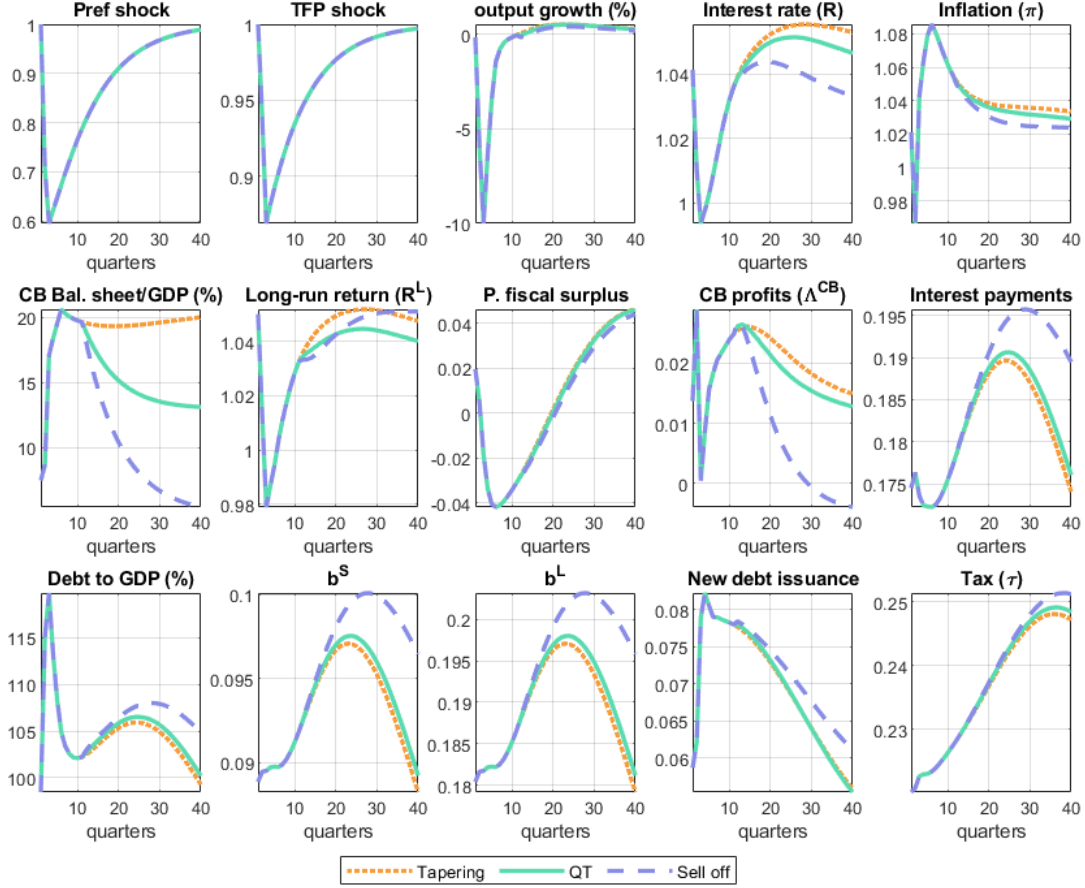 Pref shock
TFP shock
output growth (%)
Interest rate (R)
Inflation (π)
1
0.9
0.8
0.7
0.6
10 20 30 40
quarters
1
0.95
0.9
10 20 30 40
quarters
0
-5
-10
10 20 30 40
quarters
1.04
1.02
1
10 20 30 40
quarters
1.08
1.06
1.04
1.02
1
0.98
10 20 30 40
quarters
CB Bal. sheet/GDP (%)
Long-run return (R^L)
P. fiscal surplus
CB profits (Λ^CB)
Interest payments
20
15
10
10 20 30 40
quarters
1.04
1.02
1
0.98
10 20 30 40
quarters
0.04
0.02
0
-0.02
-0.04
10 20 30 40
quarters
0.02
0.01
0
10 20 30 40
quarters
0.195
0.19
0.185
0.18
0.175
10 20 30 40
quarters
Debt to GDP (%)
b^S
b^L
New debt issuance
Tax (τ)
115
110
105
100
10 20 30 40
quarters
0.1
0.095
0.09
10 20 30 40
quarters
0.2
0.195
0.19
0.185
0.18
10 20 30 40
quarters
0.08
0.075
0.07
0.065
0.06
10 20 30 40
quarters
0.25
0.24
0.23
10 20 30 40
quarters
Tapering QT Sell off